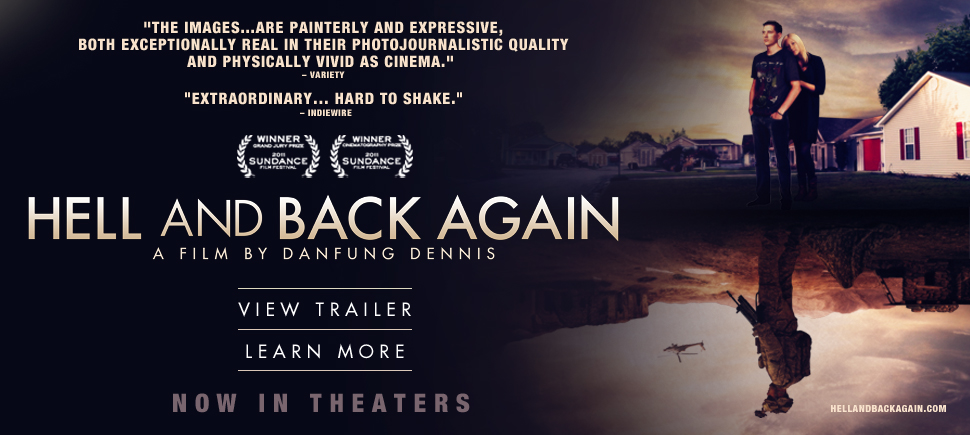 "THE IMAGES...ARE PAINTERLY AND EXPRESSIVE,
BOTH EXCEPTIONALLY REAL IN THEIR PHOTOJOURNALISTIC QUALITY
AND PHYSICALLY VIVID AS CINEMA."
– VARIETY
"EXTRAORDINARY... HARD TO SHAKE."
– INDIEWIRE
WINNER
GRAND JURY PRIZE
2011
SUNDANCE
FILM FESTIVAL
WINNER
CINEMATOGRAPHY PRIZE
2011
SUNDANCE
FILM FESTIVAL
HELL AND BACK AGAIN
A FILM BY DANFUNG DENNIS
VIEW TRAILER
LEARN MORE
NOW IN THEATERS
HELLANDBACKAGAIN.COM